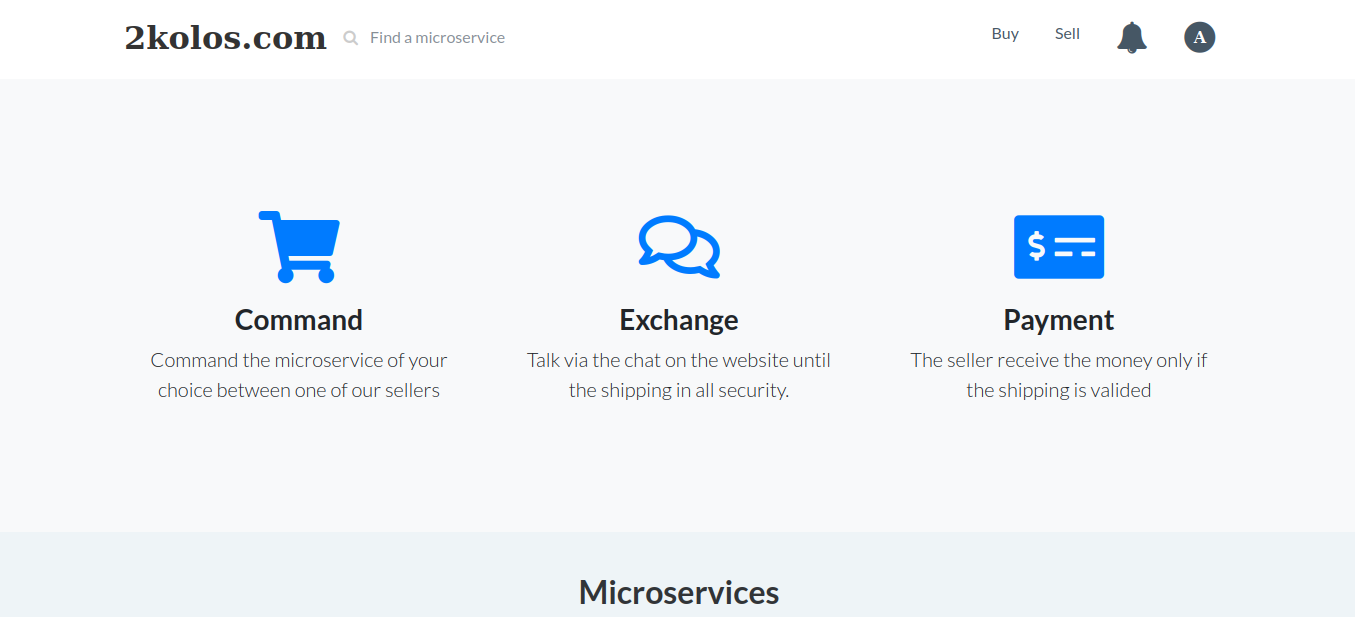 2kolos.com
Find a microservice
Buy
Sell
A
$
Command
Command the microservice of your
choice between one of our sellers
Exchange
Talk via the chat on the website until
the shipping in all security.
Payment
The seller receive the money only if
the shipping is valided
Microservices